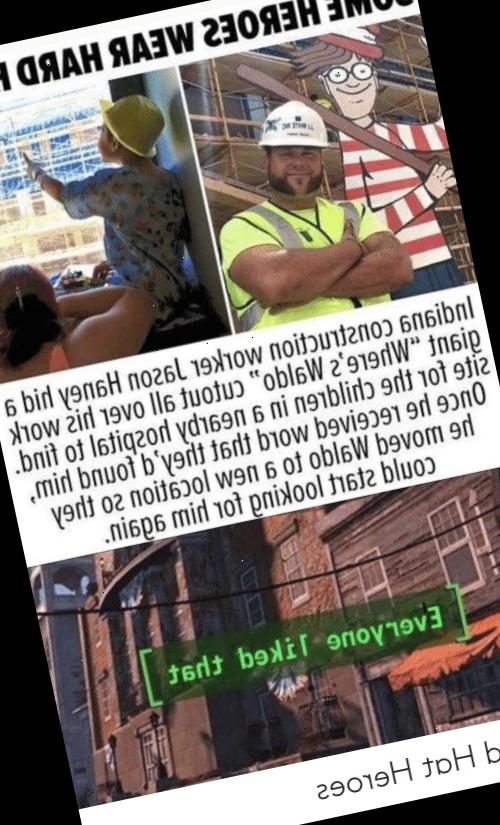 SOME HEROES WEAR HARD H
Indiana construction worker Jason Haney hid a
giant "Where's Waldo" cutout all over his work
site for the children in a nearby hospital to find.
Once he received word that they'd found him,
he moved Waldo to a new location so they
could start looking for him again.
[Everyone liked that]
d Hat Heroes